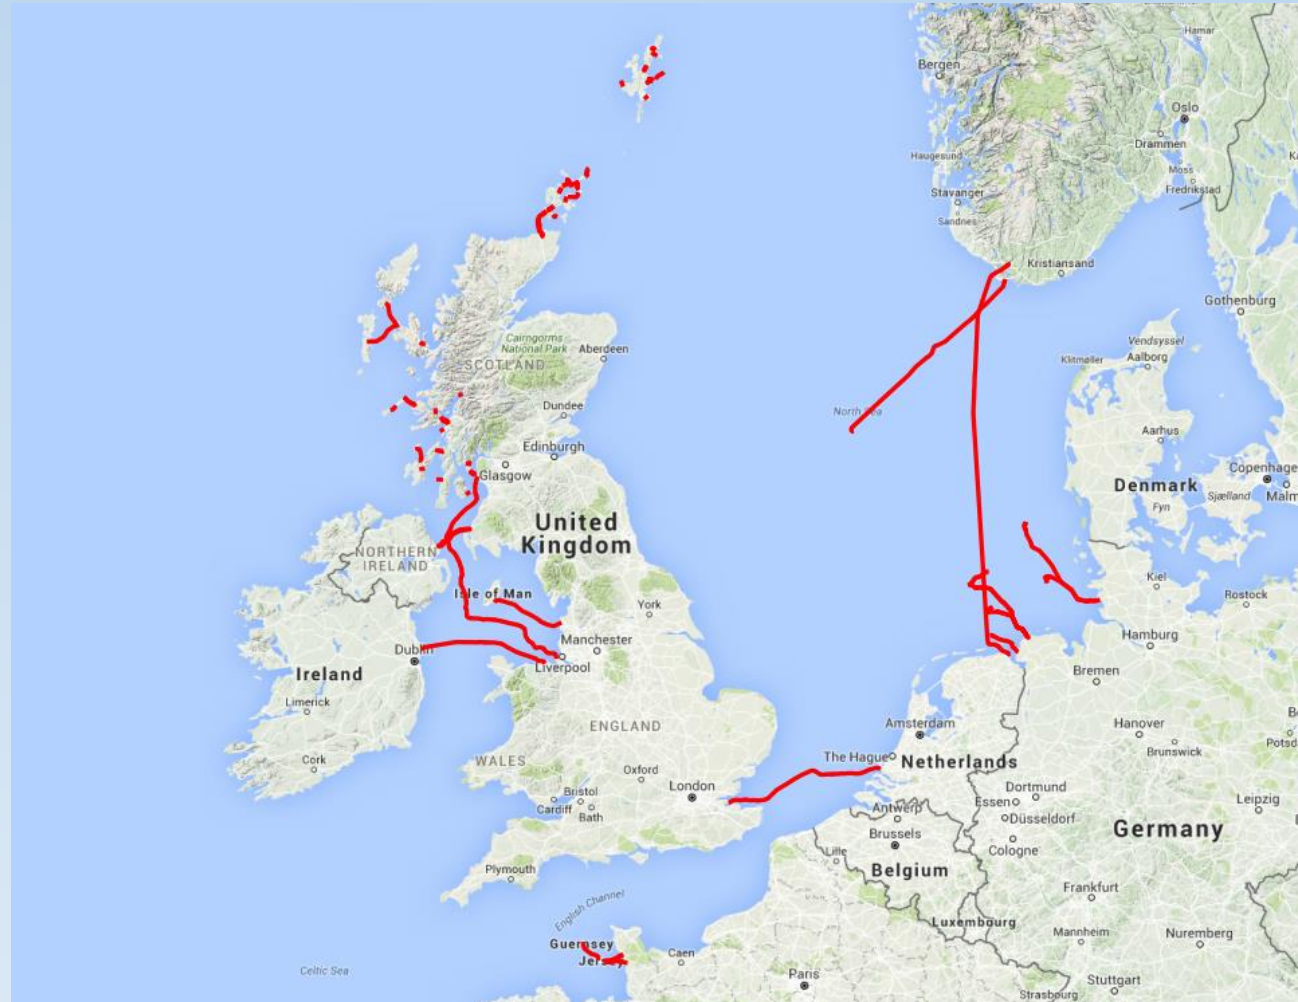 Hamar
Bergen
Oslo
Drammen
Haugesund
Moss
Stavanger
Fredrikstad
Sandnes
Kristiansand
Gothenburg
Cairngorms
National Park
Aberdeen
SCOTLAND
Vendsyssel
Klitmøller
Aalborg
Dundee
North Sea
Edinburgh
Aarhus
Glasgow
Copenhage
Denmark
Sjælland
Malm
Fyn
United
Kingdom
NORTHERN
IRELAND
Isle of Man
Kiel
York
Rostock
Manchester
Hamburg
Dublin
Liverpool
Ireland
Bremen
Limerick
ENGLAND
Amsterdam
Hanover
Cork
WALES
The Hague
Netherlands
Brunswick
Potsd
Oxford
London
Bristol
Dortmund
Cardiff
Bath
Essen
Leipzig
Antwerp
Düsseldorf
Brussels
Germany
Lille
Cologne
Plymouth
Belgium
Frankfurt
English Channel
Luxembourg
Guernsey
Mannheim
Nuremberg
Jersey
Caen
Celtic Sea
Paris
Stuttgart
Strasbourg